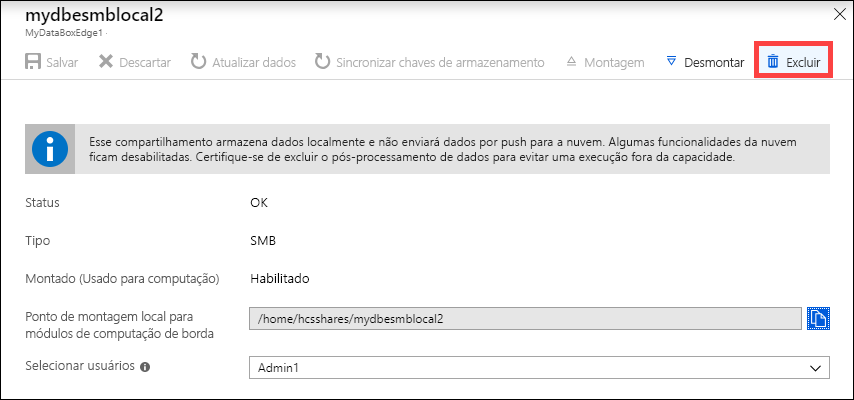 mydbesmblocal2
MyDataBoxEdge1
Salvar Descartar Atualizar dados Sincronizar chaves de armazenamento Montagem Desmontar Excluir
Esse compartilhamento armazena dados localmente e não enviará dados por push para a nuvem. Algumas funcionalidades da nuvem
ficam desabilitadas. Certifique-se de excluir o pós-processamento de dados para evitar uma execução fora da capacidade.
Status OK
Tipo SMB
Montado (Usado para computação) Habilitado
Ponto de montagem local para
módulos de computação de borda /home/hcsshares/mydbesmblocal2
Selecionar usuários Admin1